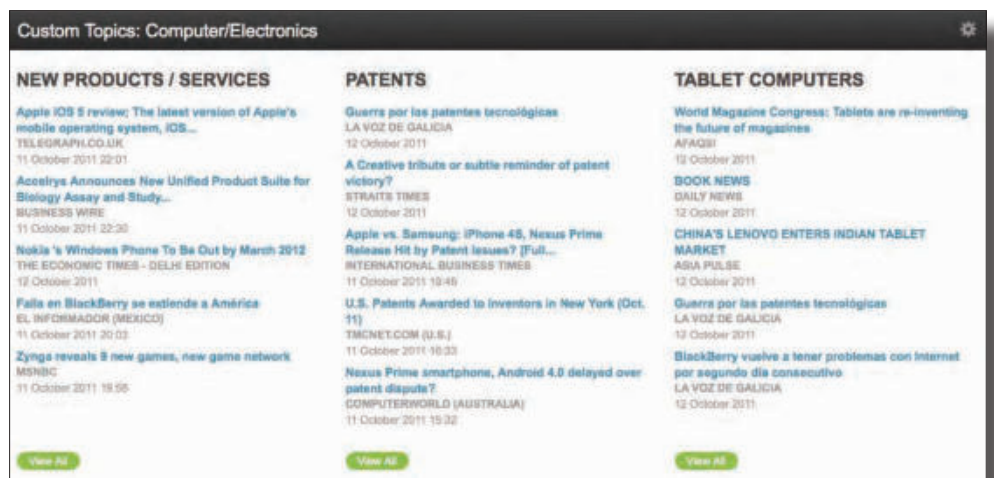 Custom Topics: Computer/Electronics
NEW PRODUCTS / SERVICES
Apple iOS 5 review; The latest version of Apple's
mobile operating system, iOS...
TELEGRAPH.CO.UK
11 October 2011 22:01
Accelrys Announces New Unified Product Suite for
Biology Assay and Study...
BUSINESS WIRE
11 October 2011 22:30
Nokia 's Windows Phone To Be Out by March 2012
THE ECONOMIC TIMES - DELHI EDITION
12 October 2011
Falla en BlackBerry se extiende a América
EL INFORMADOR (MEXICO)
11 October 2011 20:02
Zynga reveals 9 new games, new game network
MSNBC
11 October 2011 19:56
View All
PATENTS
Guerra por las patentes tecnológicas
LA VOZ DE GALICIA
12 October 2011
A Creative tribute or subtle reminder of patent
victory?
STRAITS TIMES
12 October 2011
Apple vs. Samsung: iPhone 4S, Nexus Prime
Release Hit by Patent Issues? [Full...
INTERNATIONAL BUSINESS TIMES
11 October 2011 18:46
U.S. Patents Awarded to Inventors in New York (Oct.
11)
TMCNET.COM (U.S.)
11 October 2011 16:33
Nexus Prime smartphone, Android 4.0 delayed over
patent dispute?
COMPUTERWORLD (AUSTRALIA)
11 October 2011 15:32
View All
TABLET COMPUTERS
World Magazine Congress: Tablets are re-inventing
the future of magazines
AFAQS!
12 October 2011
BOOK NEWS
DAILY NEWS
12 October 2011
CHINA'S LENOVO ENTERS INDIAN TABLET
MARKET
ASIA PULSE
12 October 2011
Guerra por las patentes tecnológicas
LA VOZ DE GALICIA
12 October 2011
BlackBerry vuelve a tener problemas con Internet
por segundo día consecutivo
LA VOZ DE GALICIA
12 October 2011
View All